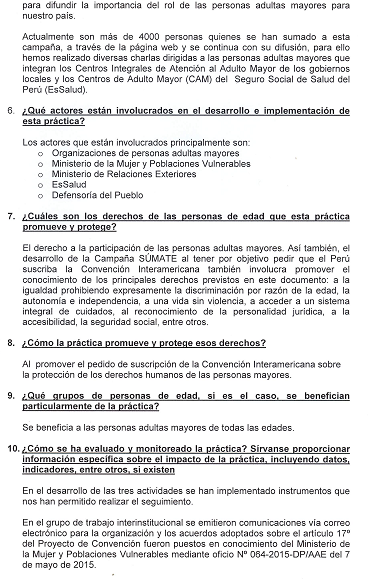 para difundir la importancia del rol de las personas adultas mayores para
nuestro país.
Actualmente son más de 4000 personas quienes se han sumado a esta
campaña, a través de la página web y se continua con su difusión, para ello
hemos realizado diversas charlas dirigidas a las personas adultas mayores que
integran los Centros Integrales de Atención al Adulto Mayor de los gobiernos
locales y los Centros de Adulto Mayor (CAM) del Seguro Social de Salud del
Perú (EsSalud).
6. ¿Qué actores están involucrados en el desarrollo e implementación de
esta práctica?
Los actores que están involucrados principalmente son:
o Organizaciones de personas adultas mayores
o Ministerio de la Mujer y Poblaciones Vulnerables
o Ministerio de Relaciones Exteriores
o EsSalud
o Defensoría del Pueblo
7. ¿Cuáles son los derechos de las personas de edad que esta práctica
promueve y protege?
El derecho a la participación de las personas adultas mayores. Así también, el
desarrollo de la Campaña SÚMATE al tener por objetivo pedir que el Perú
suscriba la Convención Interamericana también involucra promover el
conocimiento de los principales derechos previstos en este documento: a la
igualdad prohibiendo expresamente la discriminación por razón de la edad, la
autonomía e independencia, a una vida sin violencia, a acceder a un sistema
integral de cuidados, al reconocimiento de la personalidad jurídica, a la
accesibilidad, la seguridad social, entre otros.
8. ¿Cómo la práctica promueve y protege esos derechos?
Al promover el pedido de suscripción de la Convención Interamericana sobre
la protección de los derechos humanos de las personas mayores.
9. ¿Qué grupos de personas de edad, si es el caso, se benefician
particularmente de la práctica?
Se beneficia a las personas adultas mayores de todas las edades.
10. ¿Cómo se ha evaluado y monitoreado la práctica? Sírvanse proporcionar
información específica sobre el impacto de la práctica, incluyendo datos,
indicadores, entre otros, si existen
En el desarrollo de las tres actividades se han implementado instrumentos que
nos han permitido realizar el seguimiento.
En el grupo de trabajo interinstitucional se emitieron comunicaciones vía correo
electrónico para la organización y los acuerdos adoptados sobre el artículo 17º
del Proyecto de Convención fueron puestos en conocimiento del Ministerio de
la Mujer y Poblaciones Vulnerables mediante oficio Nº 064-2015-DP/AAE del 7
de mayo de 2015.